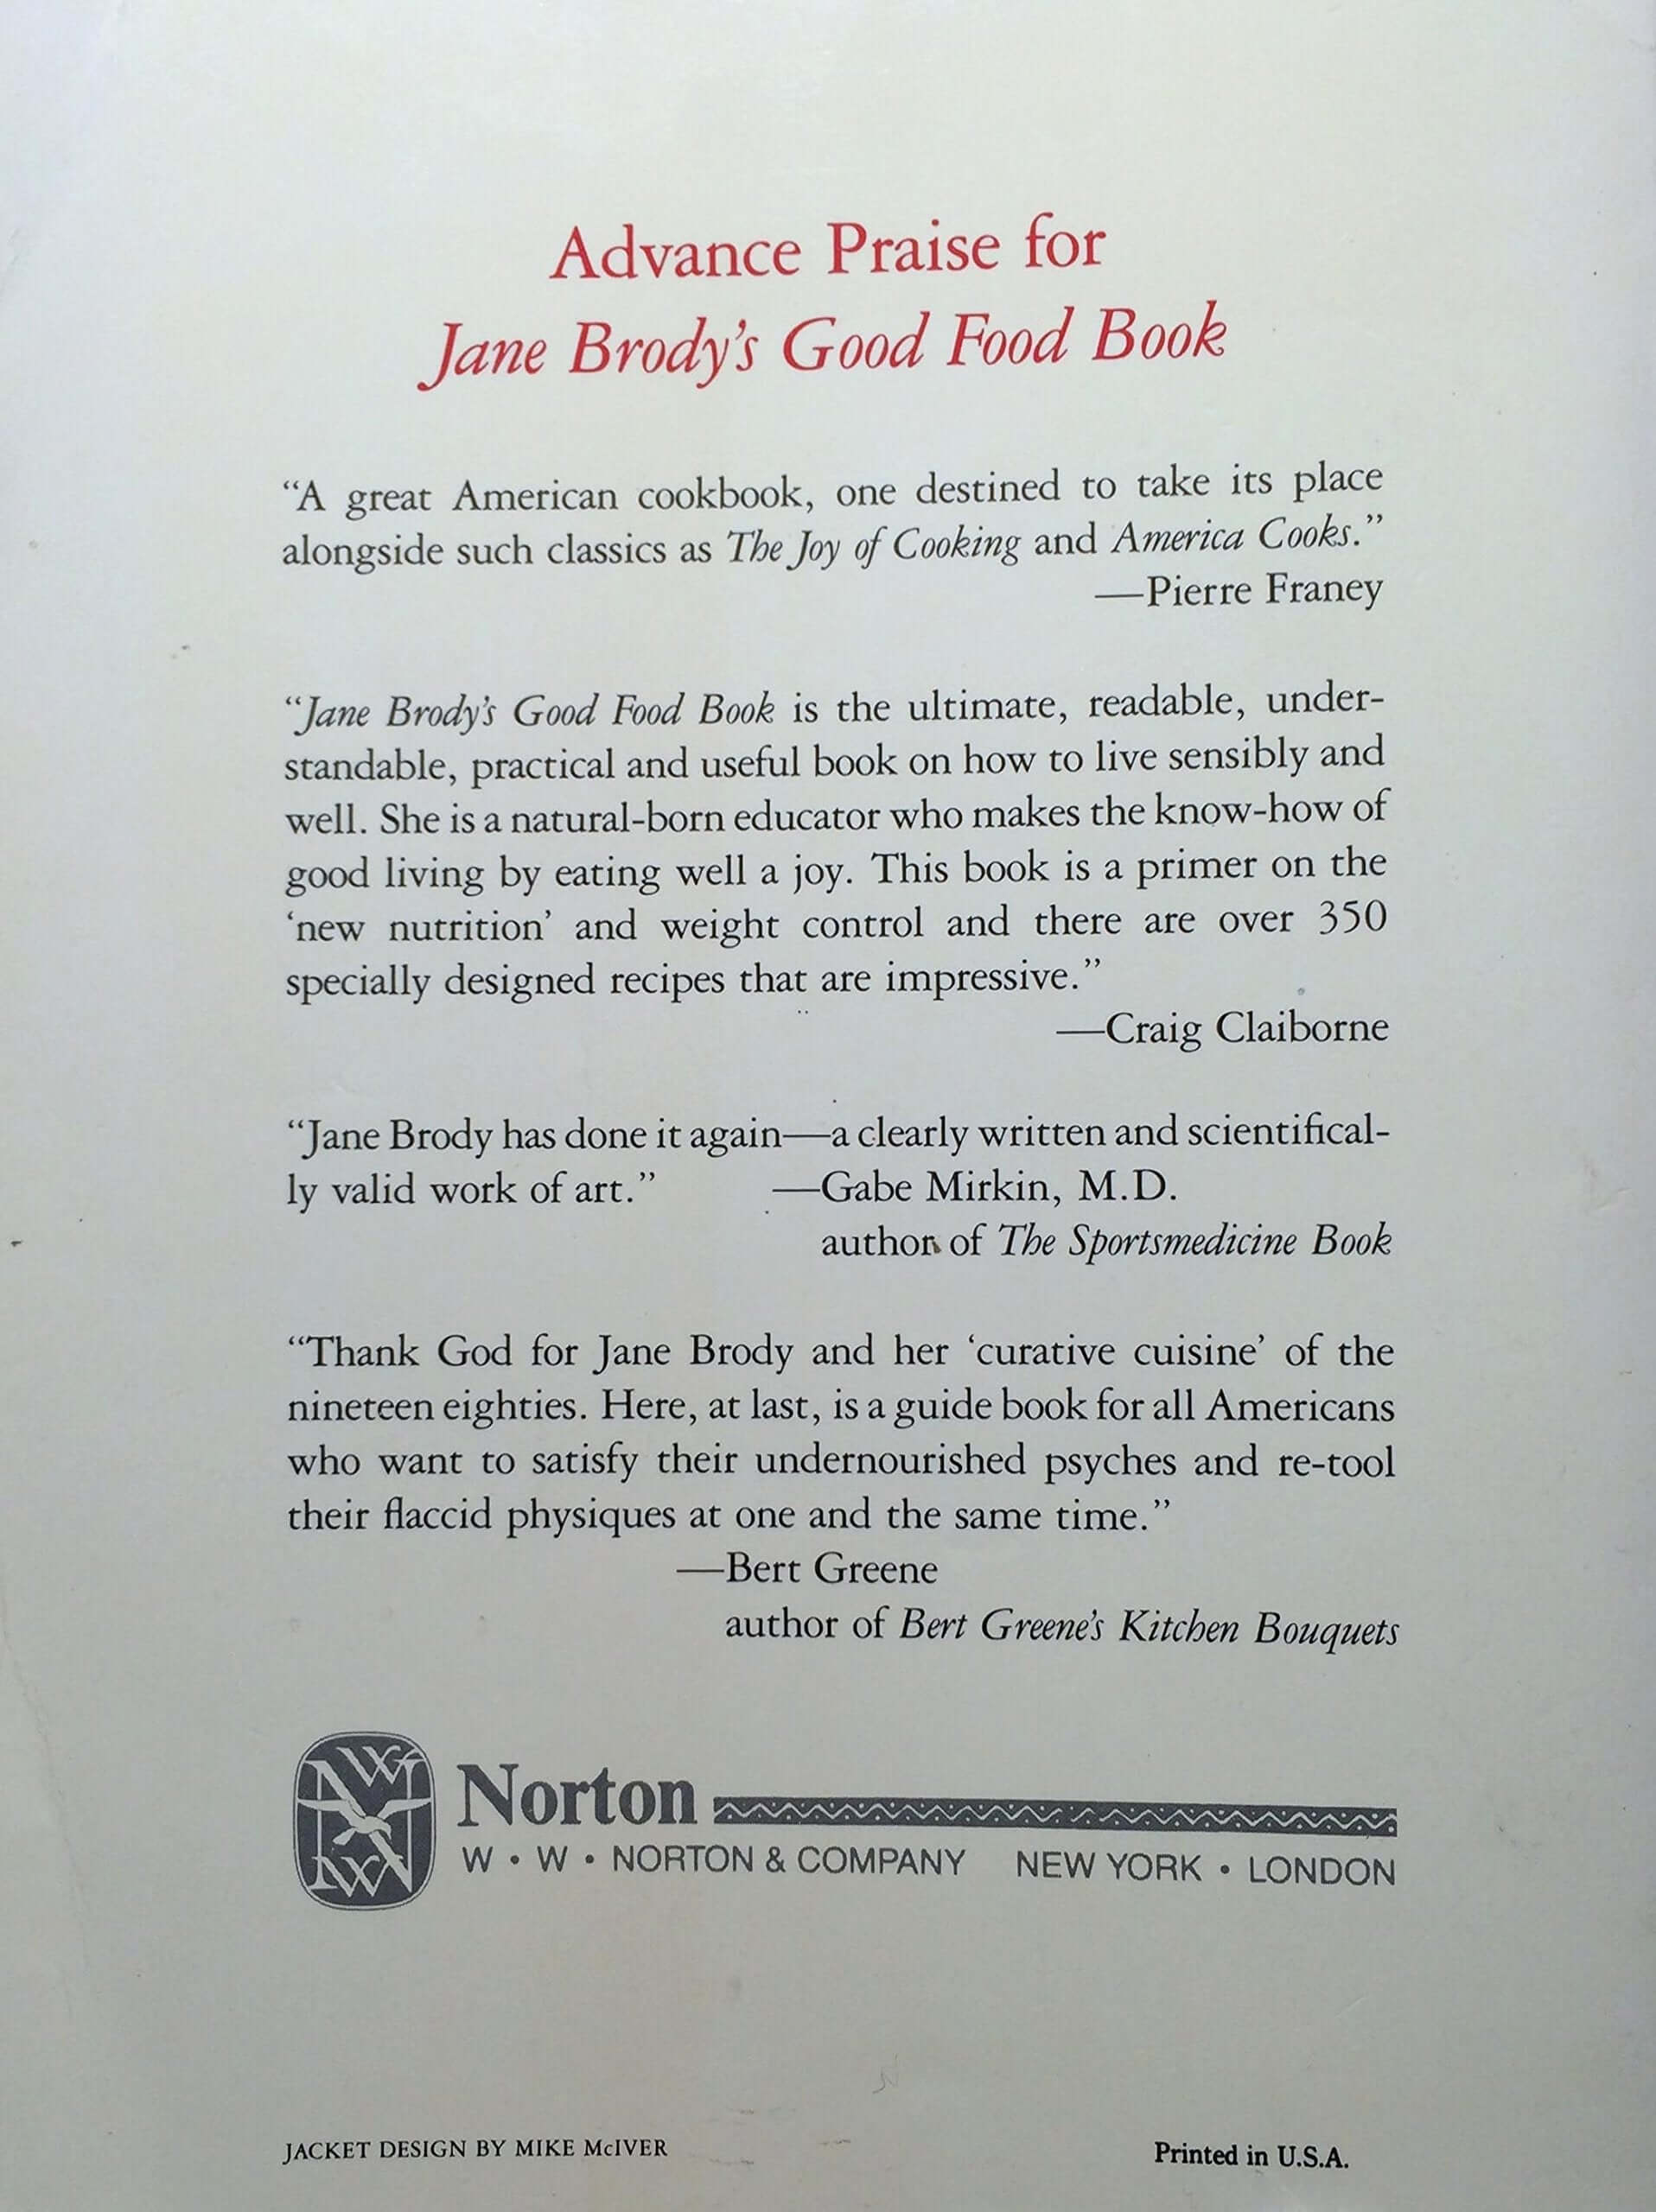 Advance Praise for
Jane Brody's Good Food Book
“A great American cookbook, one destined to take its place
alongside such classics as The Joy of Cooking and America Cooks.”
—Pierre Franey
“Jane Brody's Good Food Book is the ultimate, readable, under-
standable, practical and useful book on how to live sensibly and
well. She is a natural-born educator who makes the know-how of
good living by eating well a joy. This book is a primer on the
‘new nutrition’ and weight control and there are over 350
specially designed recipes that are impressive.”
—Craig Claiborne
“Jane Brody has done it again—a clearly written and scientifical-
ly valid work of art.” —Gabe Mirkin, M.D.
author of The Sportsmedicine Book
“Thank God for Jane Brody and her ‘curative cuisine’ of the
nineteen eighties. Here, at last, is a guide book for all Americans
who want to satisfy their undernourished psyches and re-tool
their flaccid physiques at one and the same time.”
—Bert Greene
author of Bert Greene's Kitchen Bouquets
Norton
W • W • NORTON & COMPANY NEW YORK • LONDON
JACKET DESIGN BY MIKE McIVER Printed in U.S.A.